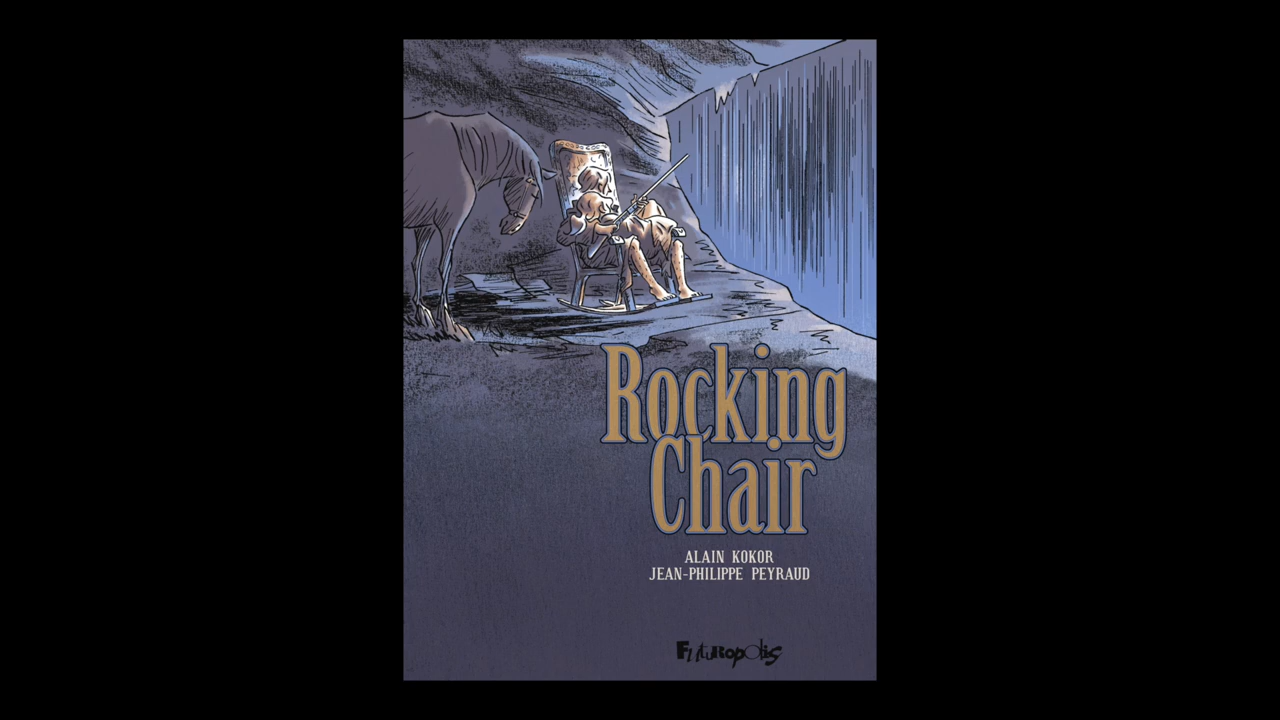 Rocking
Chair
ALAIN KOKOR
JEAN-PHILIPPE PEYRAUD
Futuropolis